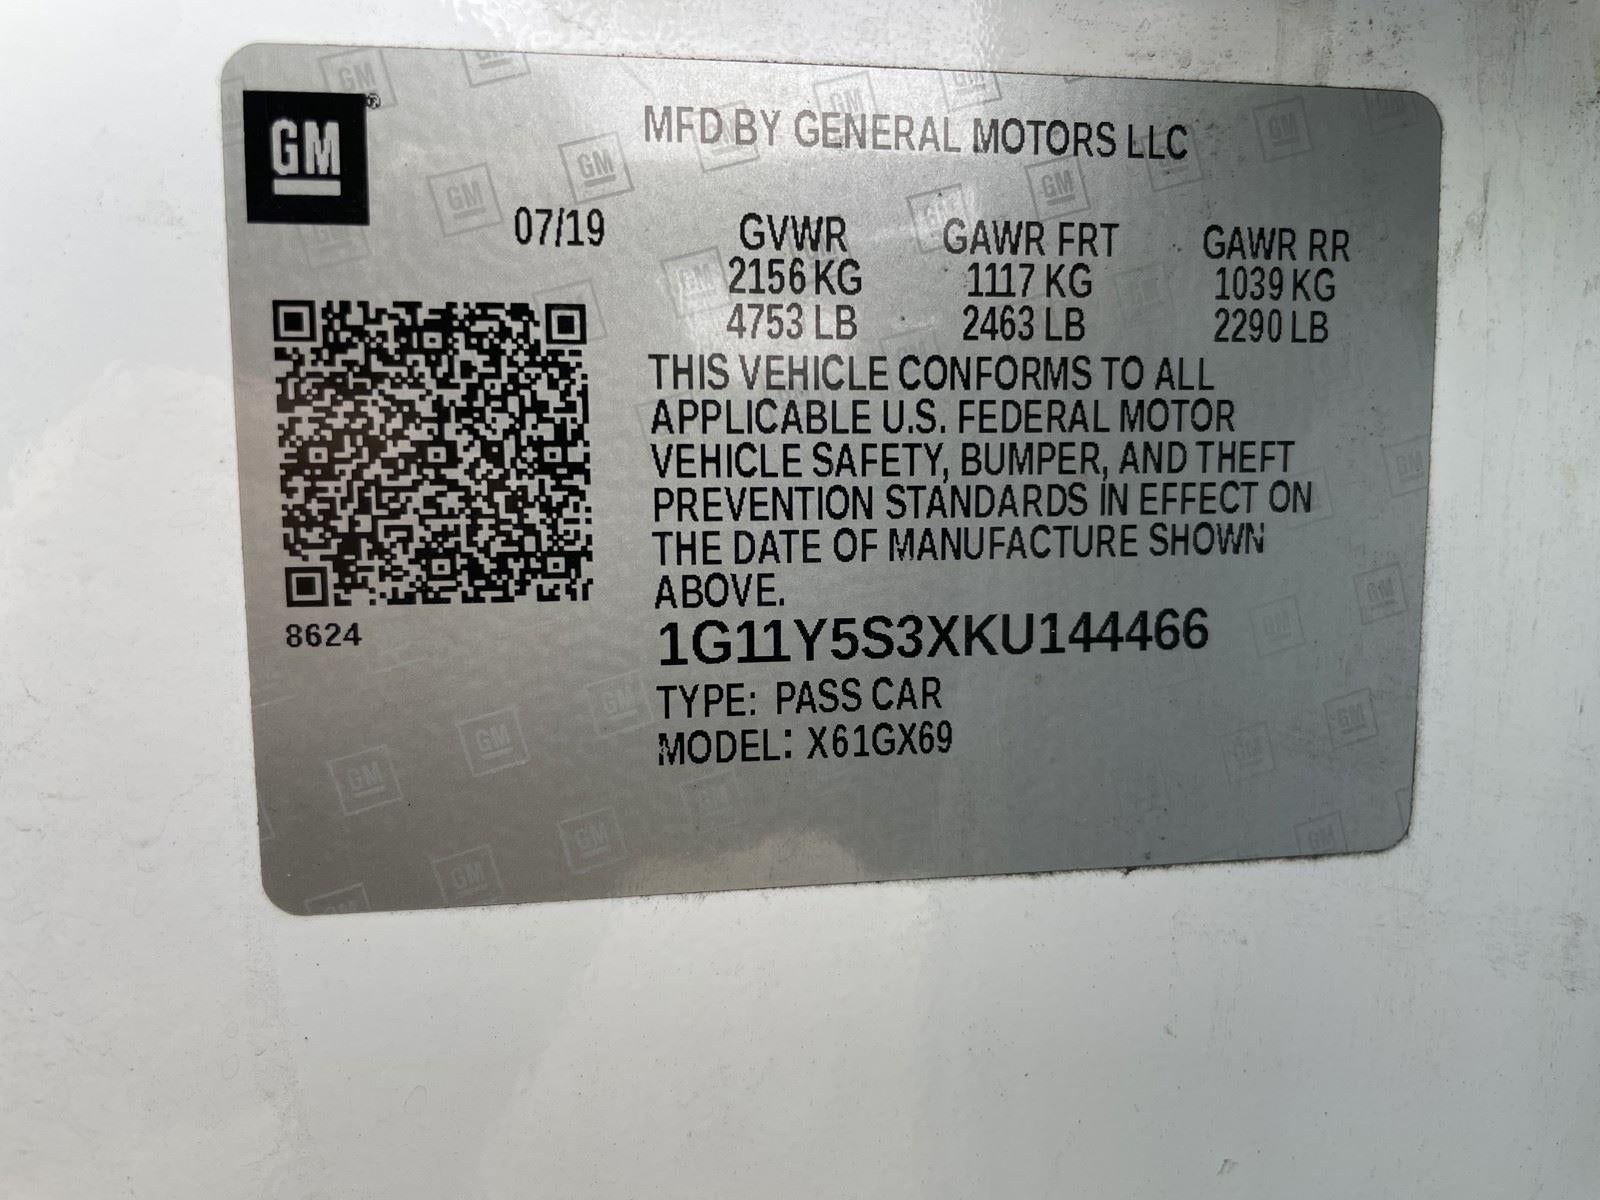 GM®
MFD BY GENERAL MOTORS LLC
07/19
GVWR GAWR FRT GAWR RR
2156 KG 1117 KG 1039 KG
4753 LB 2463 LB 2290 LB
THIS VEHICLE CONFORMS TO ALL
APPLICABLE U.S. FEDERAL MOTOR
VEHICLE SAFETY, BUMPER, AND THEFT
PREVENTION STANDARDS IN EFFECT ON
THE DATE OF MANUFACTURE SHOWN
ABOVE.
8624
1G11Y5S3XKU144466
TYPE: PASS CAR
MODEL: X61GX69